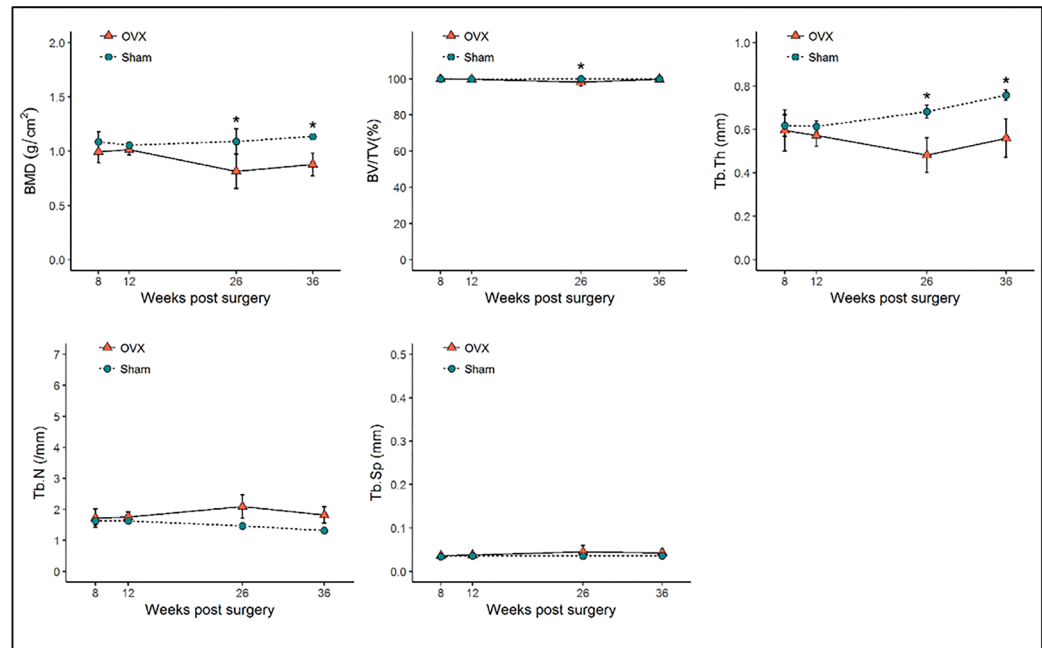 OVX
Sham
2.0
1.5
1.0
0.5
0.0
BMD (g/cm²)
*
*
8 12 26 36
Weeks post surgery
OVX
Sham
100
80
60
40
20
0
BV/TV(%)
*
8 12 26 36
Weeks post surgery
OVX
Sham
1.0
0.8
0.6
0.4
0.2
0.0
Tb.Th (mm)
*
*
8 12 26 36
Weeks post surgery
OVX
Sham
7
6
5
4
3
2
1
0
Tb.N (/mm)
8 12 26 36
Weeks post surgery
OVX
Sham
0.5
0.4
0.3
0.2
0.1
0.0
Tb.Sp (mm)
8 12 26 36
Weeks post surgery